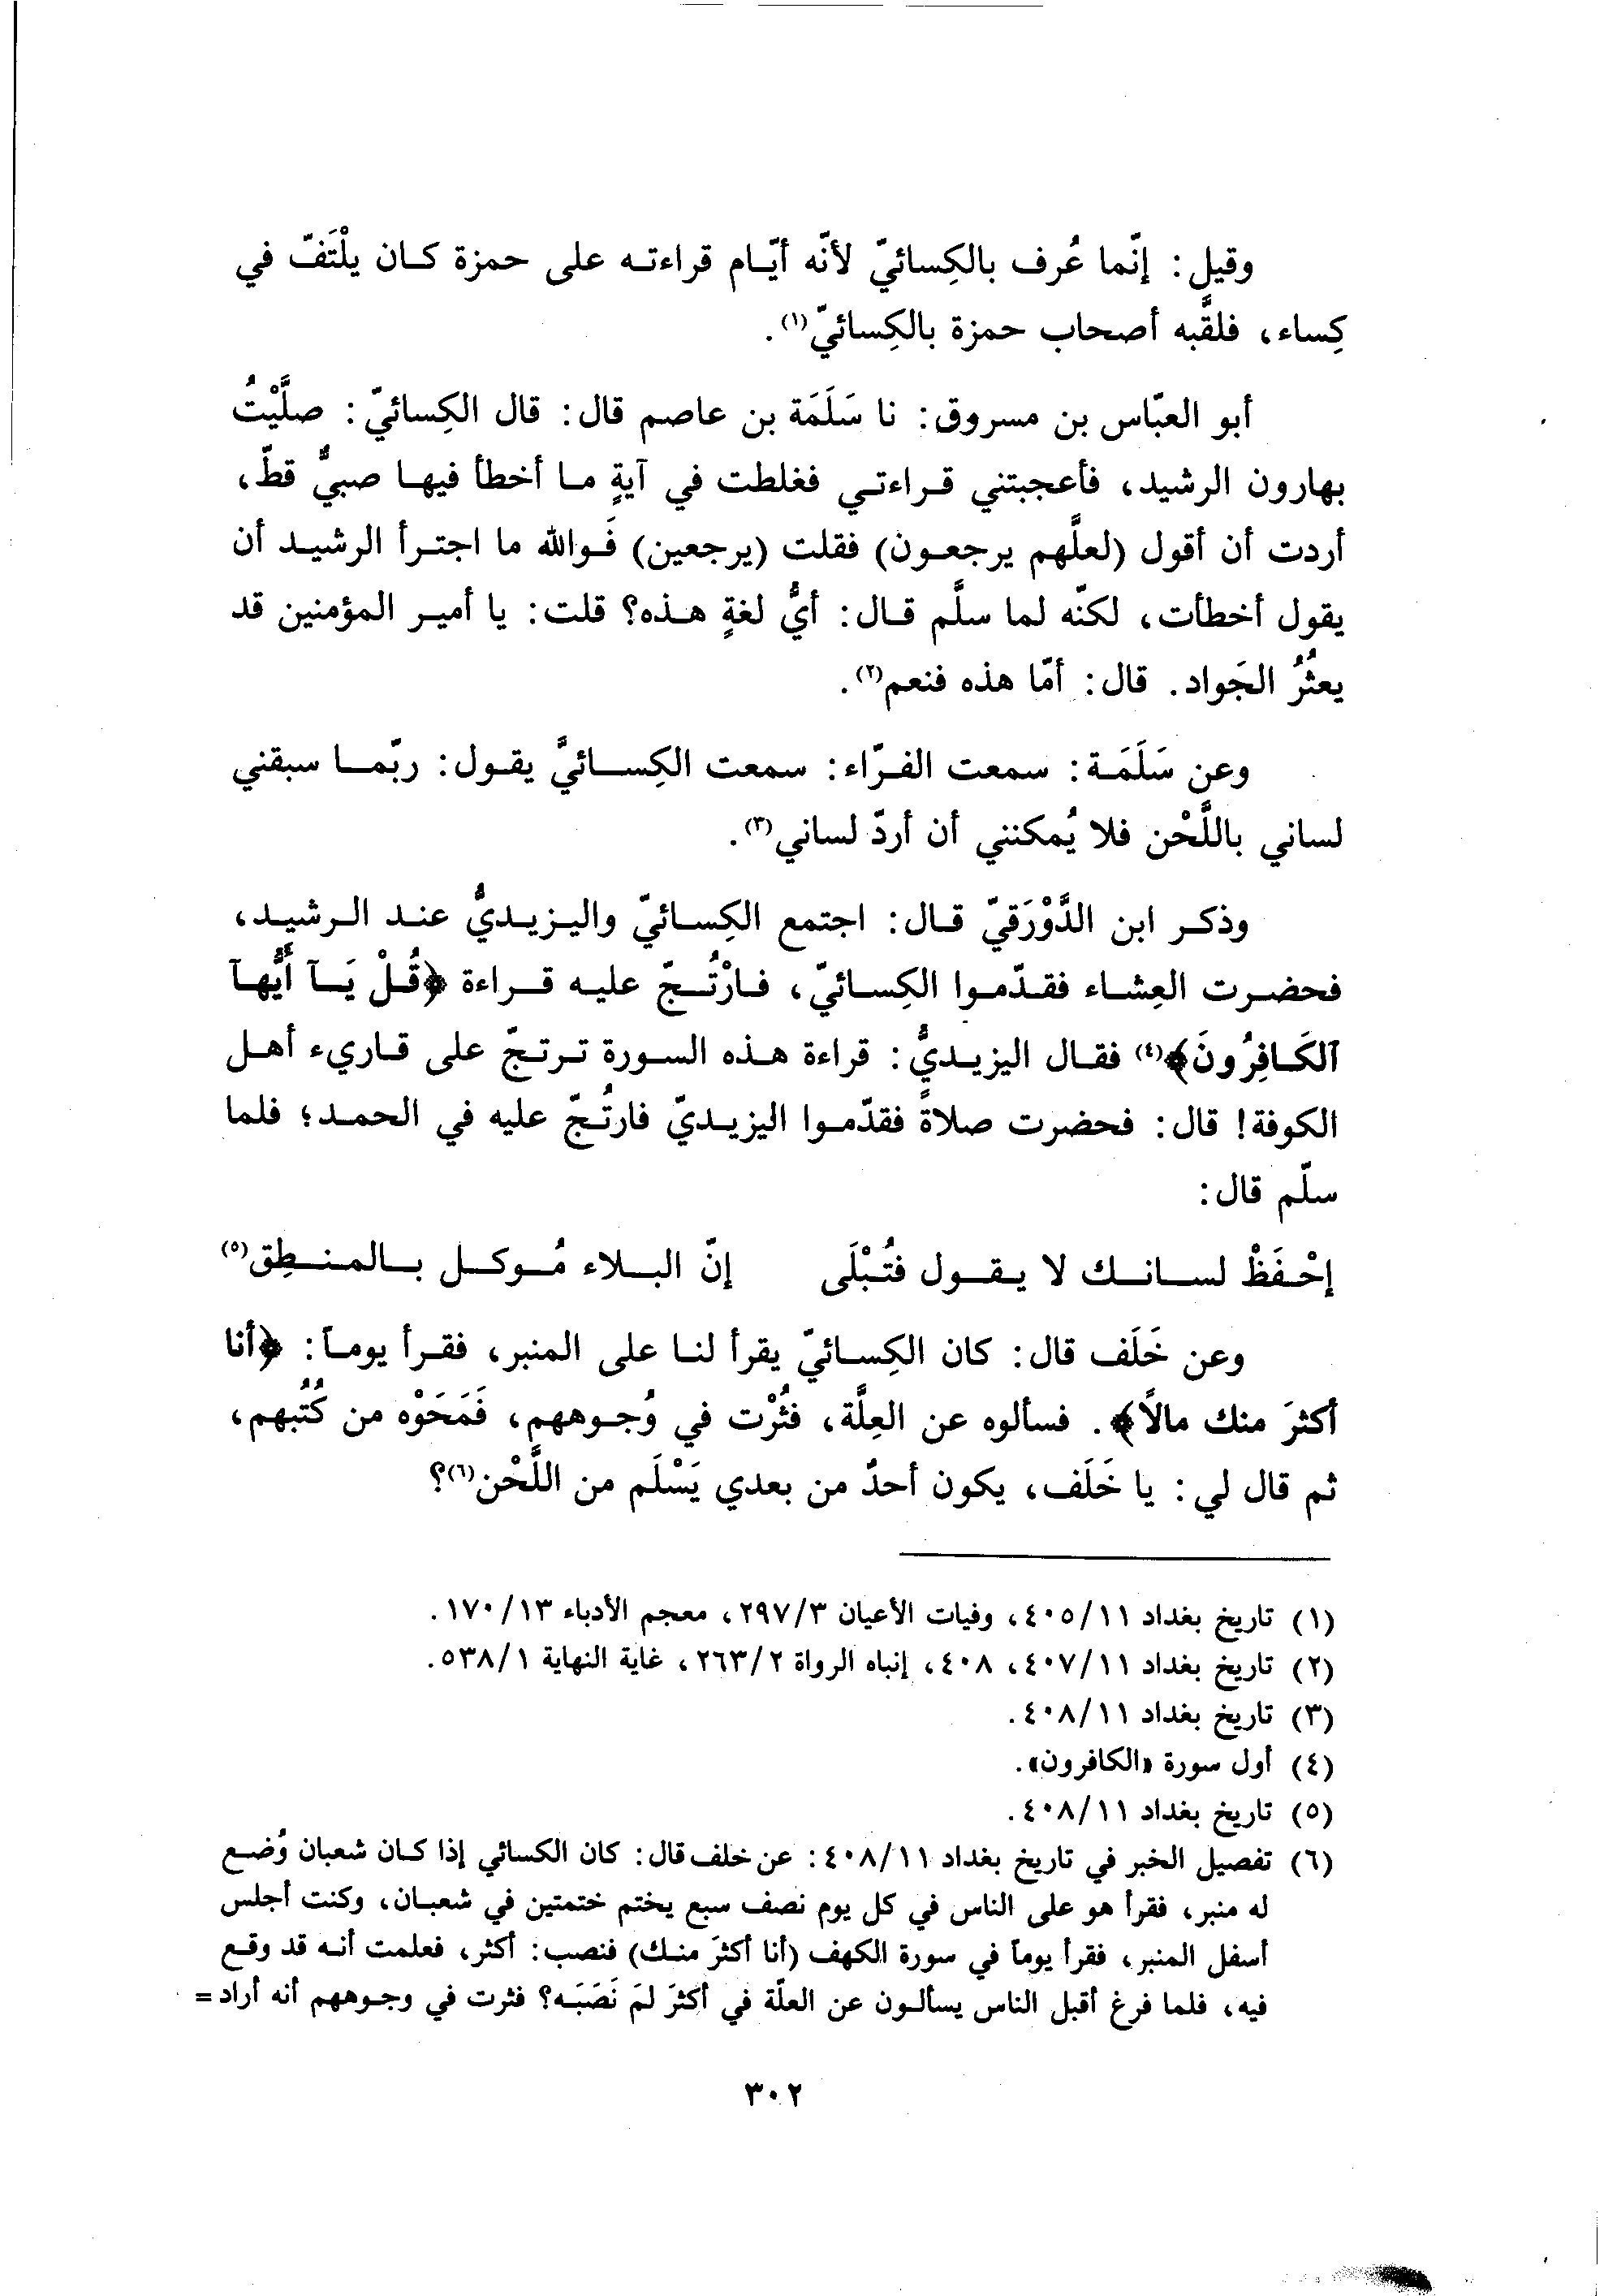 وقيل: إنّما عُرف بالكِسائيّ لأنّه أيّام قراءته على حمزة كان يلْتَفّ في
كِساء، فلقَّبه أصحاب حمزة بالكِسائيّ(١).
أبو العبّاس بن مسروق: نا سَلَمَة بن عاصم قال: قال الكِسائيّ: صلَّيْتُ
بهارون الرشيد، فأعجبتني قراءتي فغلطت في آيةٍ ما أخطأ فيها صبيٌّ قطّ،
أردت أن أقول (لعلَّهم يرجعون) فقلت (يرجعين) فَوالله ما اجترأ الرشيد أن
يقول أخطأت، لكنّه لما سلَّم قال: أيُّ لغةٍ هذه؟ قلت: يا أمير المؤمنين قد
يعثُرُ الجَواد. قال: أمّا هذه فنعم(٢).
وعن سَلَمَة: سمعت الفرّاء: سمعت الكِسائيَّ يقول: ربّما سبقني
لساني باللَّحْن فلا يُمكنني أن أردّ لساني(٣).
وذكر ابن الدَّوْرَقيّ قال: اجتمع الكِسائيّ واليزيديُّ عند الرشيد،
فحضرت العِشاء فقدّموا الكِسائيّ، فارْتُجّ عليه قراءة ﴿قُلْ يَآ أَيُّهآ
ٱلكَافِرُونَ﴾(٤) فقال اليزيديُّ: قراءة هذه السورة ترتجّ على قاريء أهل
الكوفة! قال: فحضرت صلاةٌ فقدّموا اليزيديّ فارتُجّ عليه في الحمد؛ فلما
سلّم قال:
إحْفَظْ لسانك لا يقول فتُبْلَى إنّ البلاء مُوكل بالمنطِق(٥)
وعن خَلَف قال: كان الكِسائيّ يقرأ لنا على المنبر، فقرأ يوماً: ﴿أنا
أكثرَ منك مالاً﴾. فسألوه عن العِلَّة، فثُرْت في وُجوههم، فَمَحَوْه من كُتُبهم،
ثم قال لي: يا خَلَف، يكون أحدٌ من بعدي يَسْلَم من اللَّحْن(٦)؟
(١) تاريخ بغداد ٤٠٥/١١، وفيات الأعيان ٢٩٧/٣، معجم الأدباء ١٧٠/١٣.
(٢) تاريخ بغداد ٤٠٧/١١، ٤٠٨، إنباه الرواة ٢٦٣/٢، غاية النهاية ٥٣٨/١.
(٣) تاريخ بغداد ٤٠٨/١١.
(٤) أول سورة «الكافرون».
(٥) تاريخ بغداد ٤٠٨/١١.
(٦) تفصيل الخبر في تاريخ بغداد ٤٠٨/١١: عن خلف قال: كان الكسائي إذا كان شعبان وُضع
له منبر، فقرأ هو على الناس في كل يوم نصف سبع يختم ختمتين في شعبان، وكنت أجلس
أسفل المنبر، فقرأ يوماً في سورة الكهف (أنا أكثرَ منك) فنصب: أكثر، فعلمت أنه قد وقع
فيه، فلما فرغ أقبل الناس يسألون عن العلّة في أكثرَ لمَ نَصَبَه؟ فثرت في وجوههم أنه أراد =
٣٠٢